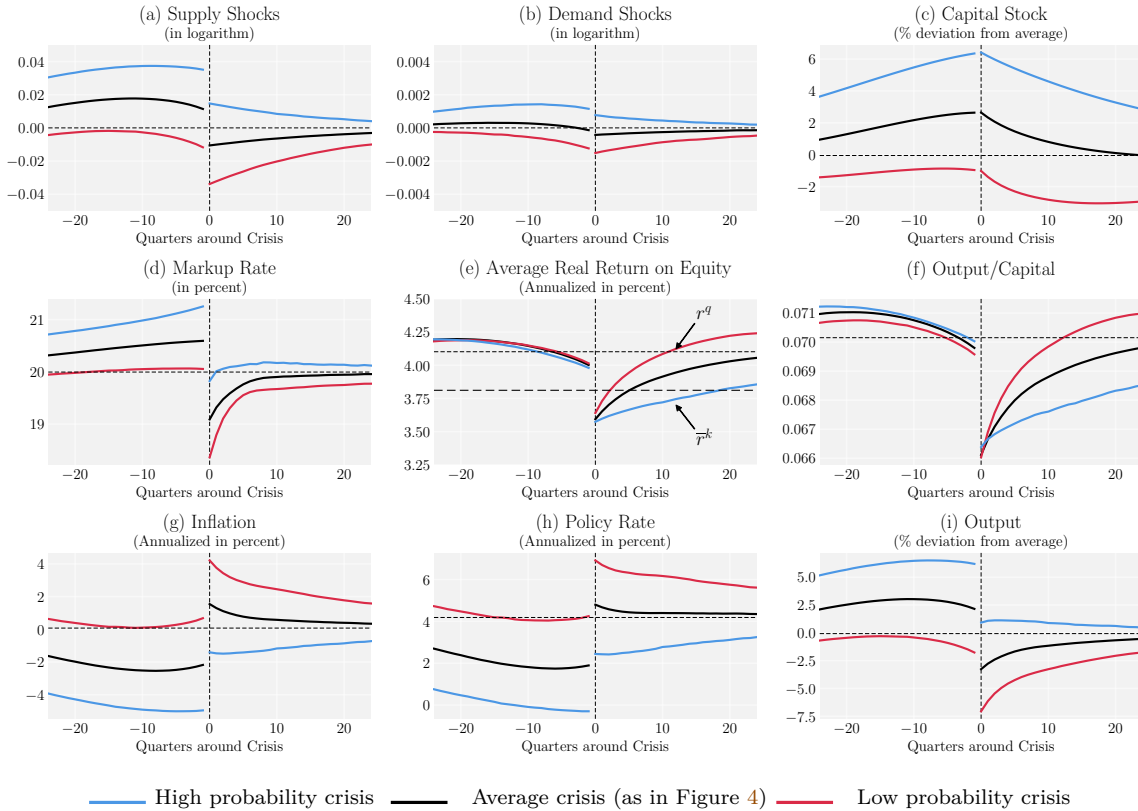 (a) Supply Shocks
(in logarithm)
0.04
0.02
0.00
−0.02
−0.04
−20
−10
0
10
20
Quarters around Crisis
(b) Demand Shocks
(in logarithm)
0.004
0.002
0.000
−0.002
−0.004
−20
−10
0
10
20
Quarters around Crisis
(c) Capital Stock
(% deviation from average)
6
4
2
0
−2
−20
−10
0
10
20
Quarters around Crisis
(d) Markup Rate
(in percent)
21
20
19
−20
−10
0
10
20
Quarters around Crisis
(e) Average Real Return on Equity
(Annualized in percent)
4.50
4.25
4.00
3.75
3.50
3.25
r^q
r̅^k
−20
−10
0
10
20
Quarters around Crisis
(f) Output/Capital
0.071
0.070
0.069
0.068
0.067
0.066
−20
−10
0
10
20
Quarters around Crisis
(g) Inflation
(Annualized in percent)
4
2
0
−2
−4
−20
−10
0
10
20
Quarters around Crisis
(h) Policy Rate
(Annualized in percent)
6
4
2
0
−20
−10
0
10
20
Quarters around Crisis
(i) Output
(% deviation from average)
5.0
2.5
0.0
−2.5
−5.0
−7.5
−20
−10
0
10
20
Quarters around Crisis
High probability crisis
Average crisis (as in Figure 4)
Low probability crisis